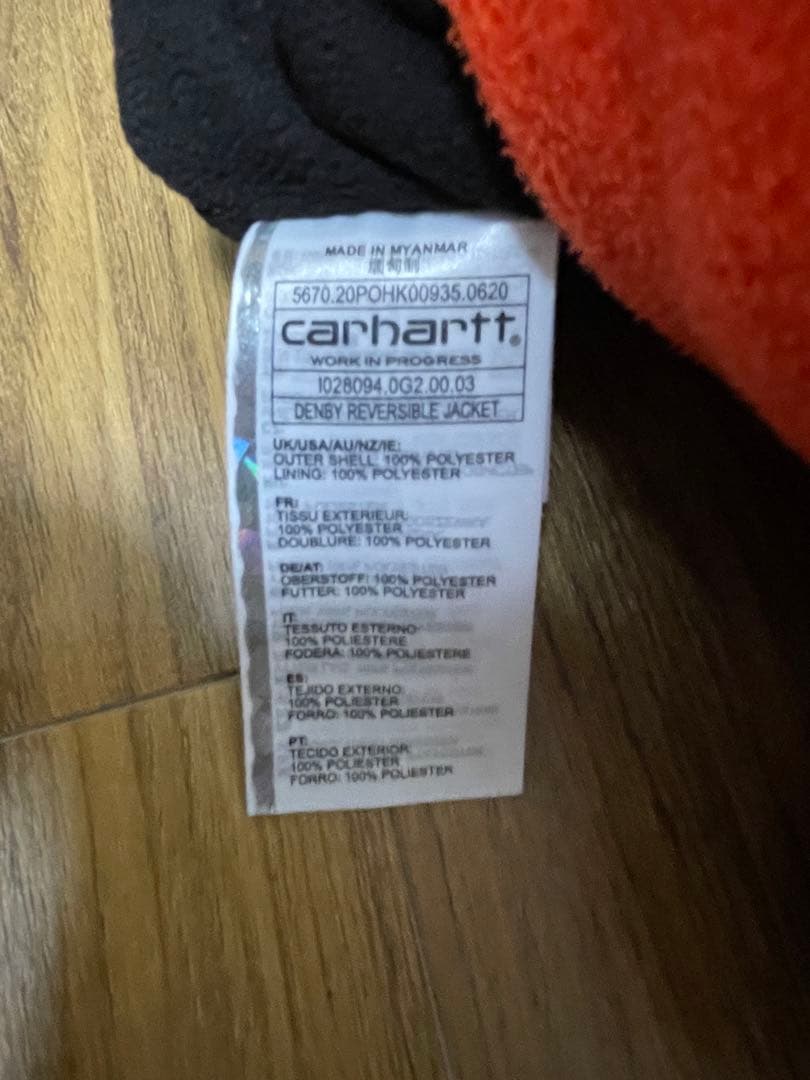 MADE IN MYANMAR
缅甸制
5670.20POHK00935.0620
carhartt®
WORK IN PROGRESS
I028094.0G2.00.03
DENBY REVERSIBLE JACKET
UK/USA/AU/NZ/IE:
OUTER SHELL: 100% POLYESTER
LINING: 100% POLYESTER
FR:
TISSU EXTERIEUR:
100% POLYESTER
DOUBLURE: 100% POLYESTER
DE/AT:
OBERSTOFF: 100% POLYESTER
FUTTER: 100% POLYESTER
IT:
TESSUTO ESTERNO:
100% POLIESTERE
FODERA: 100% POLIESTERE
ES:
TEJIDO EXTERNO:
100% POLIESTER
FORRO: 100% POLIESTER
PT:
TECIDO EXTERIOR:
100% POLIESTER
FORRO: 100% POLIESTER